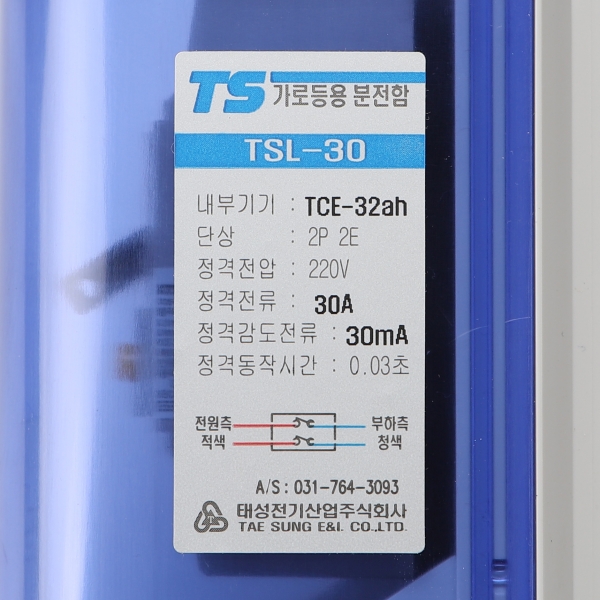 TS 가로등용 분전함
TSL-30
내부기기 : TCE-32ah
단상 : 2P 2E
정격전압 : 220V
정격전류 : 30A
정격감도전류 : 30mA
정격동작시간 : 0.03초
전원측 부하측
적색 청색
A/S : 031-764-3093
태성전기산업주식회사
TAE SUNG E&I. CO.,LTD.